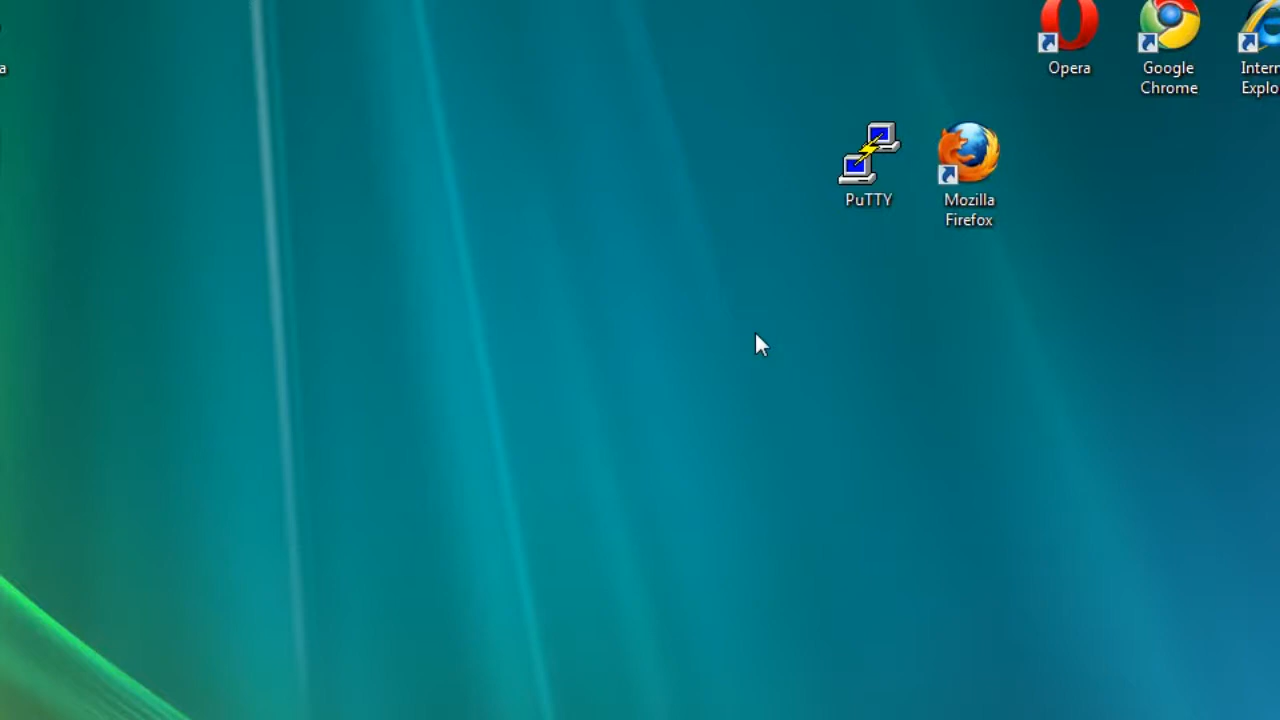 a
Opera
Google
Chrome
Intern
Explo
PuTTY
Mozilla
Firefox